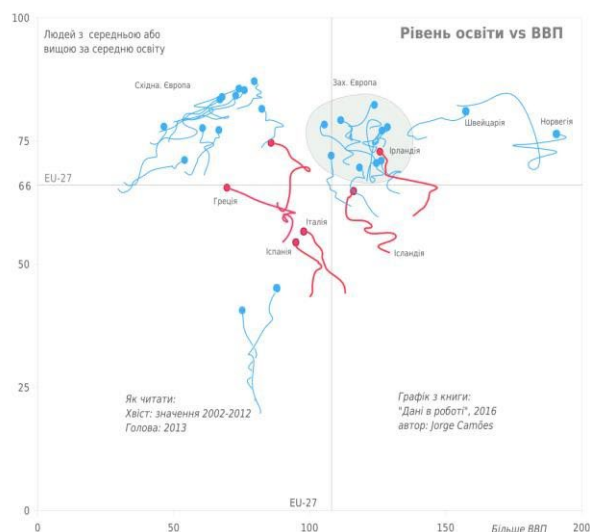 100
Людей з середньою або
вищою за середню освіту
Рівень освіти vs ВВП
Східна. Європа
Зах. Європа
Швейцарія
Норвегія
75
Ірландія
66
EU-27
Греція
Італія
Іспанія
Ісландія
50
25
Як читати:
Хвіст: значення 2002-2012
Голова: 2013
Графік з книги:
"Дані в роботі", 2016
автор: Jorge Camões
EU-27
0
0
50
100
150
Більше ВВП
200